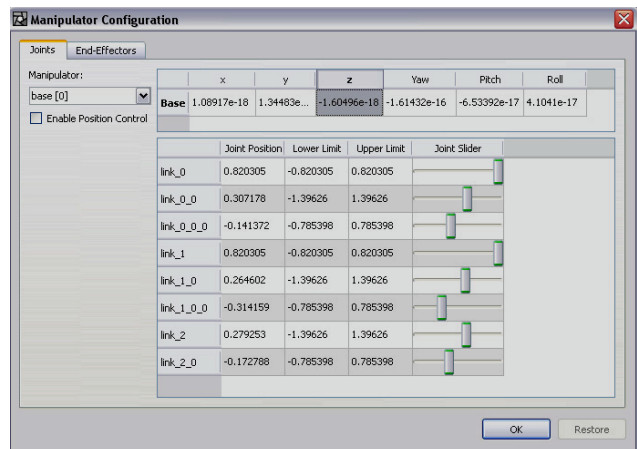 Manipulator Configuration
Joints End-Effectors
Manipulator:
base [0]
Enable Position Control
x y z Yaw Pitch Roll
Base 1.08917e-18 1.34483e... -1.60496e-18 -1.61432e-16 -6.53392e-17 4.1041e-17
Joint Position Lower Limit Upper Limit Joint Slider
link_0 0.820305 -0.820305 0.820305
link_0_0 0.307178 -1.39626 1.39626
link_0_0_0 -0.141372 -0.785398 0.785398
link_1 0.820305 -0.820305 0.820305
link_1_0 0.264602 -1.39626 1.39626
link_1_0_0 -0.314159 -0.785398 0.785398
link_2 0.279253 -1.39626 1.39626
link_2_0 -0.172788 -0.785398 0.785398
OK Restore